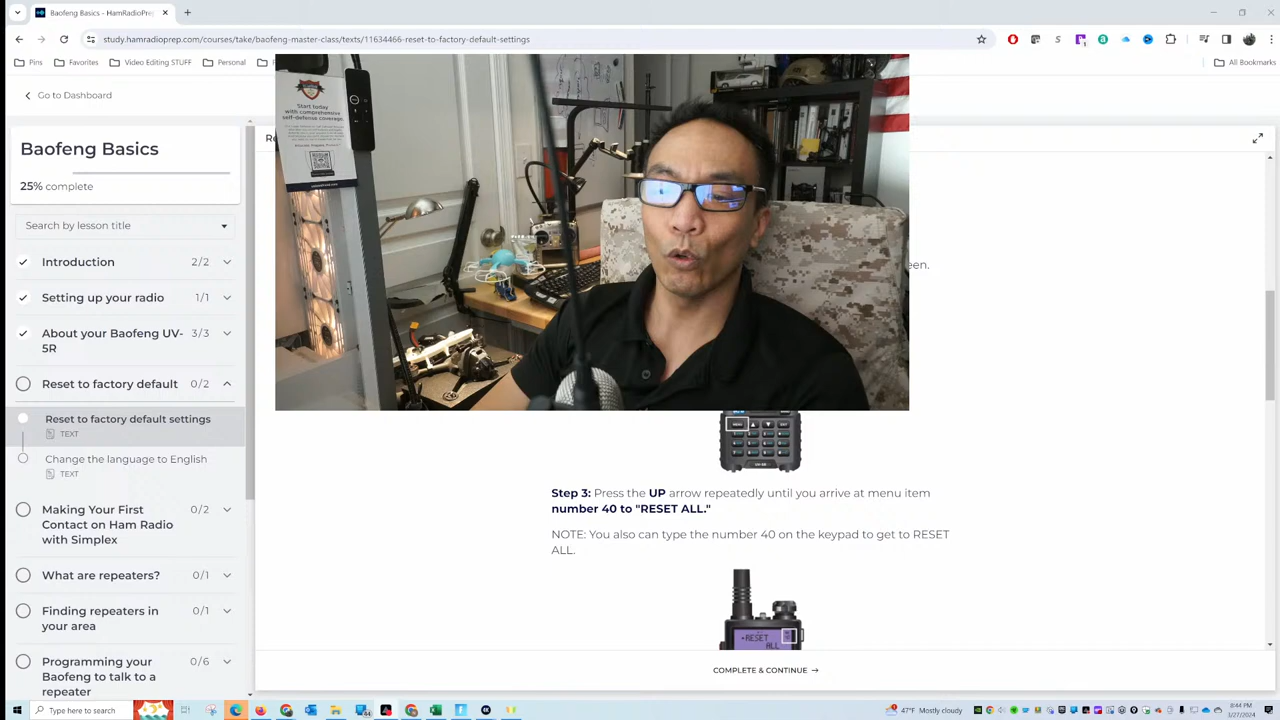 Baofeng Basics - HamRadioPre
study.hamradioprep.com/courses/take/baofeng-master-class/texts/11634466-reset-to-factory-default-settings
Pins
Favorites
Video Editing STUFF
Personal
All Bookmarks
Go to Dashboard
Baofeng Basics
25% complete
Search by lesson title
Introduction 2/2
Setting up your radio 1/1
About your Baofeng UV-
5R
3/3
Reset to factory default 0/2
Reset to factory default settings
TEXT
Change the language to English
TEXT
Making Your First
Contact on Ham Radio
with Simplex
0/2
What are repeaters? 0/1
Finding repeaters in
your area
0/1
Programming your
Baofeng to talk to a
repeater
0/6
Re
Start today
with comprehensive
self-defense coverage.
een.
MENU
Step 3: Press the UP arrow repeatedly until you arrive at menu item
number 40 to "RESET ALL."
NOTE: You also can type the number 40 on the keypad to get to RESET
ALL.
+RESET
ALL
COMPLETE & CONTINUE →
Type here to search
47°F Mostly cloudy
8:44 PM
3/27/2024